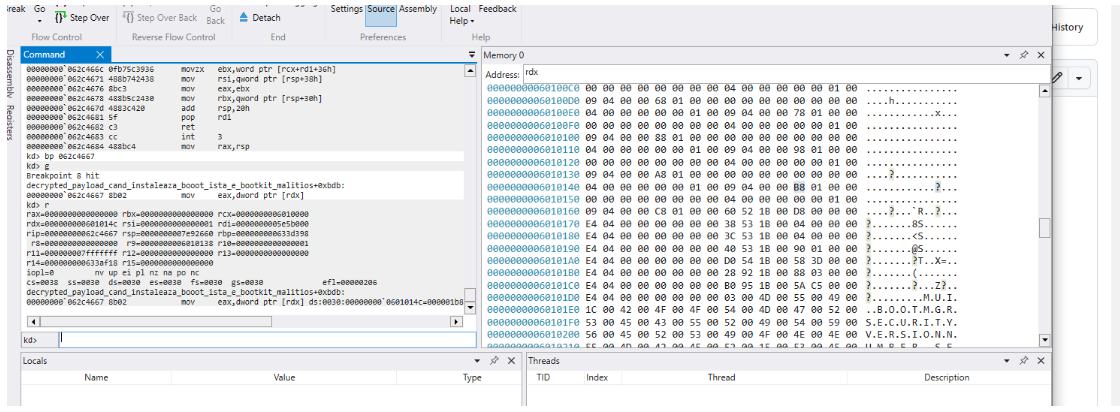 Break Go Go Settings Source Assembly Local Feedback
Step Over Step Over Back Back Detach Help
Flow Control Reverse Flow Control End Preferences Help
History
Disassembly Registers
Command
00000000`062c466c 0fb75c3936 movzx ebx,word ptr [rcx+rdi+36h]
00000000`062c4671 488b742438 mov rsi,qword ptr [rsp+38h]
00000000`062c4676 8bc3 mov eax,ebx
00000000`062c4678 488b5c2430 mov rbx,qword ptr [rsp+30h]
00000000`062c467d 4883c420 add rsp,20h
00000000`062c4681 5f pop rdi
00000000`062c4682 c3 ret
00000000`062c4683 cc int 3
00000000`062c4684 488bc4 mov rax,rsp
kd> bp 062c4667
kd> g
Breakpoint 8 hit
decrypted_payload_cand_instaleaza_booot_ista_e_bootkit_malitios+0xbdb:
00000000`062c4667 8b02 mov eax,dword ptr [rdx]
kd> r
rax=0000000000000000 rbx=0000000000000000 rcx=0000000006010000
rdx=000000000601014c rsi=0000000000000001 rdi=0000000005e5b000
rip=00000000062c4667 rsp=0000000007e92660 rbp=000000000633d398
r8=0000000000000000 r9=0000000006010138 r10=0000000000000001
r11=00000007ffffffff r12=0000000000000000 r13=0000000000000000
r14=000000000633af18 r15=0000000000000000
iopl=0 nv up ei pl nz na po nc
cs=0038 ss=0030 ds=0030 es=0030 fs=0030 gs=0030 efl=00000206
decrypted_payload_cand_instaleaza_booot_ista_e_bootkit_malitios+0xbdb:
00000000`062c4667 8b02 mov eax,dword ptr [rdx] ds:0030:00000000`0601014c=000001b8
kd>
Memory 0
Address: rdx
00000000060100C0 00 00 00 00 00 00 00 04 00 00 00 00 00 01 00 ................
00000000060100D0 09 04 00 00 68 01 00 00 00 00 00 00 00 00 00 00 ....h...........
00000000060100E0 04 00 00 00 00 00 01 00 09 04 00 00 78 01 00 00 ............x...
00000000060100F0 00 00 00 00 00 00 00 00 04 00 00 00 00 00 01 00 ................
0000000006010100 09 04 00 00 88 01 00 00 00 00 00 00 00 00 00 00
0000000006010110 04 00 00 00 00 00 01 00 09 04 00 00 98 01 00 00
0000000006010120 00 00 00 00 00 00 00 00 04 00 00 00 00 00 01 00 ................
0000000006010130 09 04 00 00 A8 01 00 00 00 00 00 00 00 00 00 00 ....?...........
0000000006010140 04 00 00 00 00 00 01 00 09 04 00 00 B8 01 00 00 ............?...
0000000006010150 00 00 00 00 00 00 00 00 04 00 00 00 00 00 01 00 ................
0000000006010160 09 04 00 00 C8 01 00 00 60 52 1B 00 D8 00 00 00 ....?...`R..?...
0000000006010170 E4 04 00 00 00 00 00 00 38 53 1B 00 04 00 00 00 ?.......8S......
0000000006010180 E4 04 00 00 00 00 00 00 3C 53 1B 00 04 00 00 00 ?.......<S......
0000000006010190 E4 04 00 00 00 00 00 00 40 53 1B 00 90 01 00 00 ?.......@S......
00000000060101A0 E4 04 00 00 00 00 00 00 D0 54 1B 00 58 3D 00 00 ?.......?T..X=..
00000000060101B0 E4 04 00 00 00 00 00 00 28 92 1B 00 88 03 00 00 ?.......(.......
00000000060101C0 E4 04 00 00 00 00 00 00 B0 95 1B 00 5A C5 00 00 ?.......?...Z?..
00000000060101D0 E4 04 00 00 00 00 00 00 03 00 4D 00 55 00 49 00 ?.........M.U.I.
00000000060101E0 1C 00 42 00 4F 00 4F 00 54 00 4D 00 47 00 52 00 ..B.O.O.T.M.G.R.
00000000060101F0 53 00 45 00 43 00 55 00 52 00 49 00 54 00 59 00 S.E.C.U.R.I.T.Y.
0000000006010200 56 00 45 00 52 00 53 00 49 00 4F 00 4E 00 4E 00 V.E.R.S.I.O.N.N.
Locals
Name Value Type
Threads
TID Index Thread Description